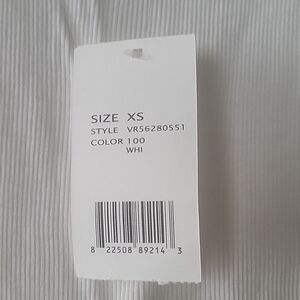 SIZE XS
STYLE VR56280551
COLOR 100
WHI
8 22508 89214 3